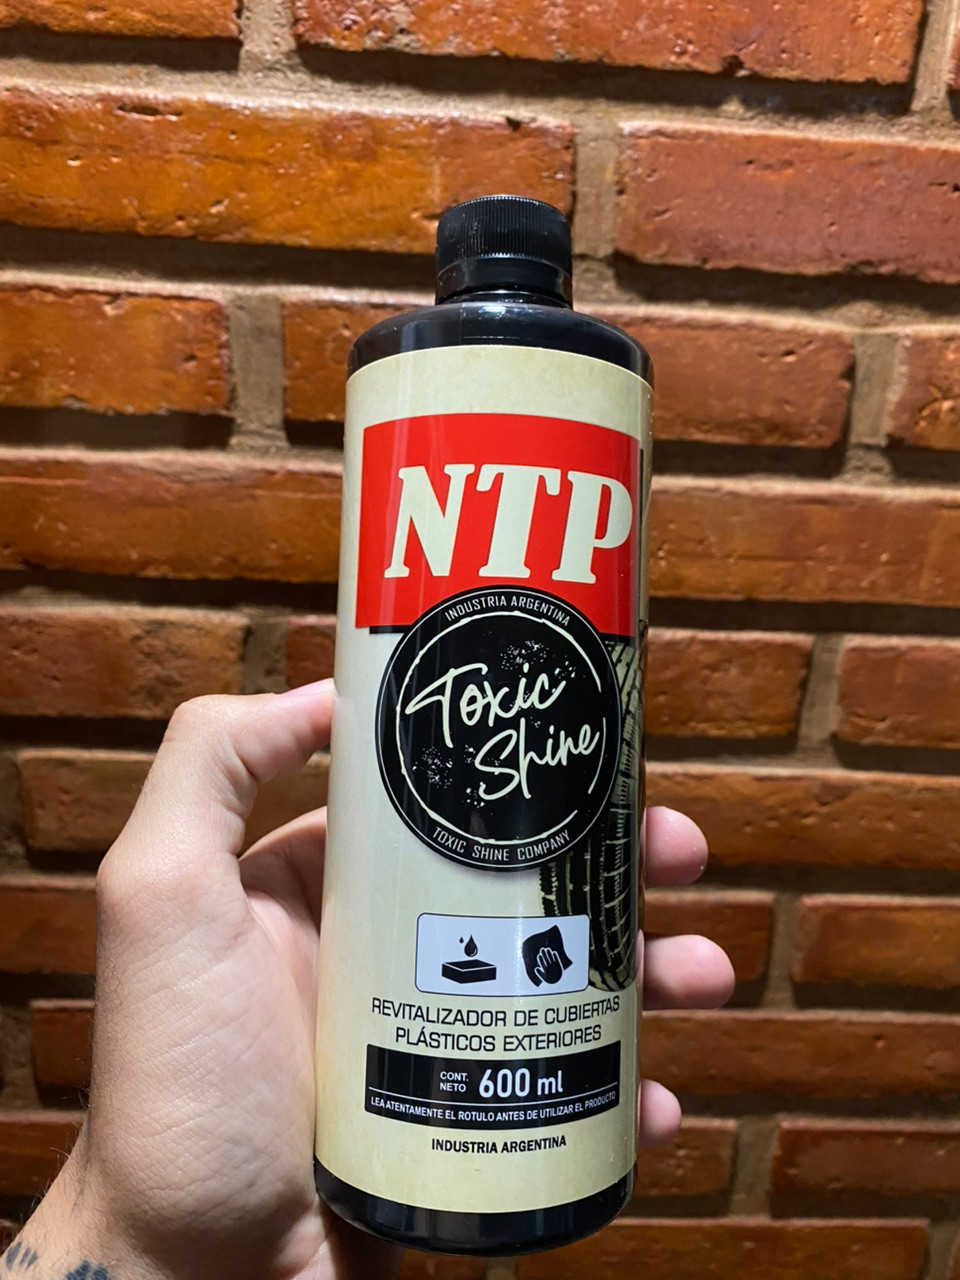 NTP
INDUSTRIA ARGENTINA
Toxic
Shine
TOXIC SHINE COMPANY
REVITALIZADOR DE CUBIERTAS
PLÁSTICOS EXTERIORES
CONT.
NETO 600 ml
LEA ATENTAMENTE EL ROTULO ANTES DE UTILIZAR EL PRODUCTO
INDUSTRIA ARGENTINA